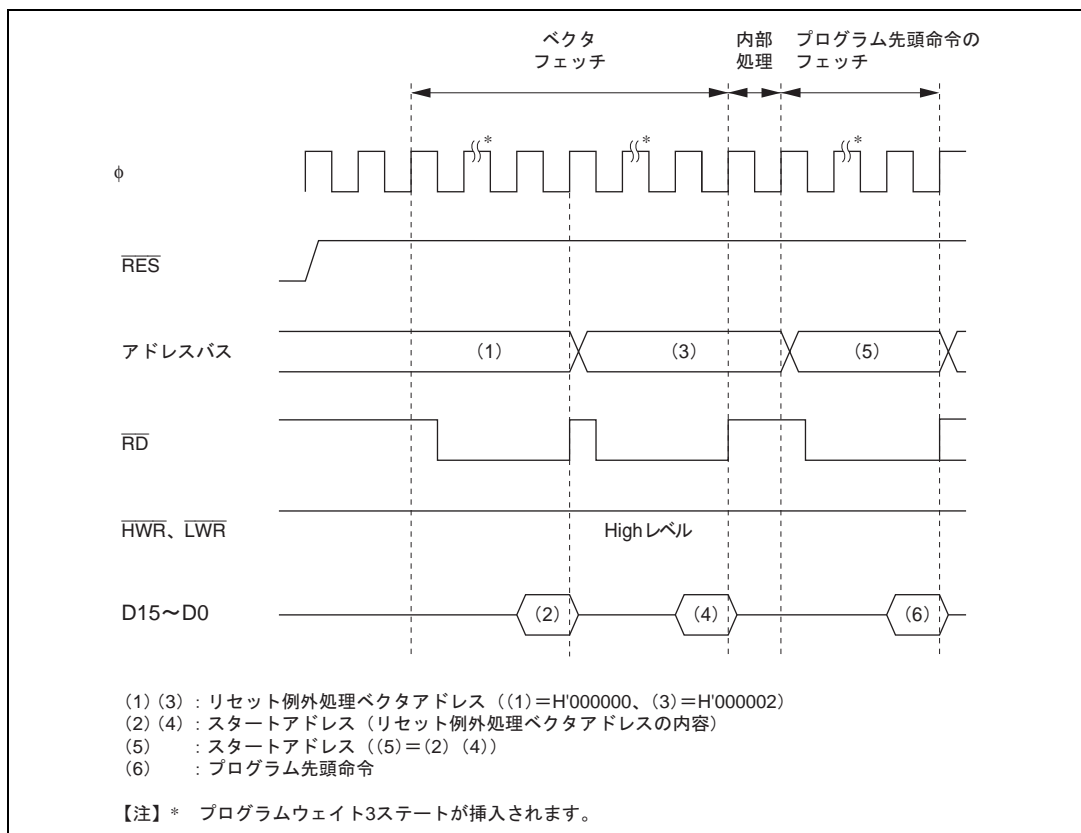 ベクタ
フェッチ
内部
処理
プログラム先頭命令の
フェッチ
*
*
*
φ
RES
アドレスバス
(1)
(3)
(5)
RD
HWR、LWR
Highレベル
D15～D0
(2)
(4)
(6)
(1)(3)：リセット例外処理ベクタアドレス（(1)＝H'000000、(3)＝H'000002）
(2)(4)：スタートアドレス（リセット例外処理ベクタアドレスの内容）
(5)　　：スタートアドレス（(5)＝(2)(4)）
(6)　　：プログラム先頭命令
【注】*　プログラムウェイト3ステートが挿入されます。